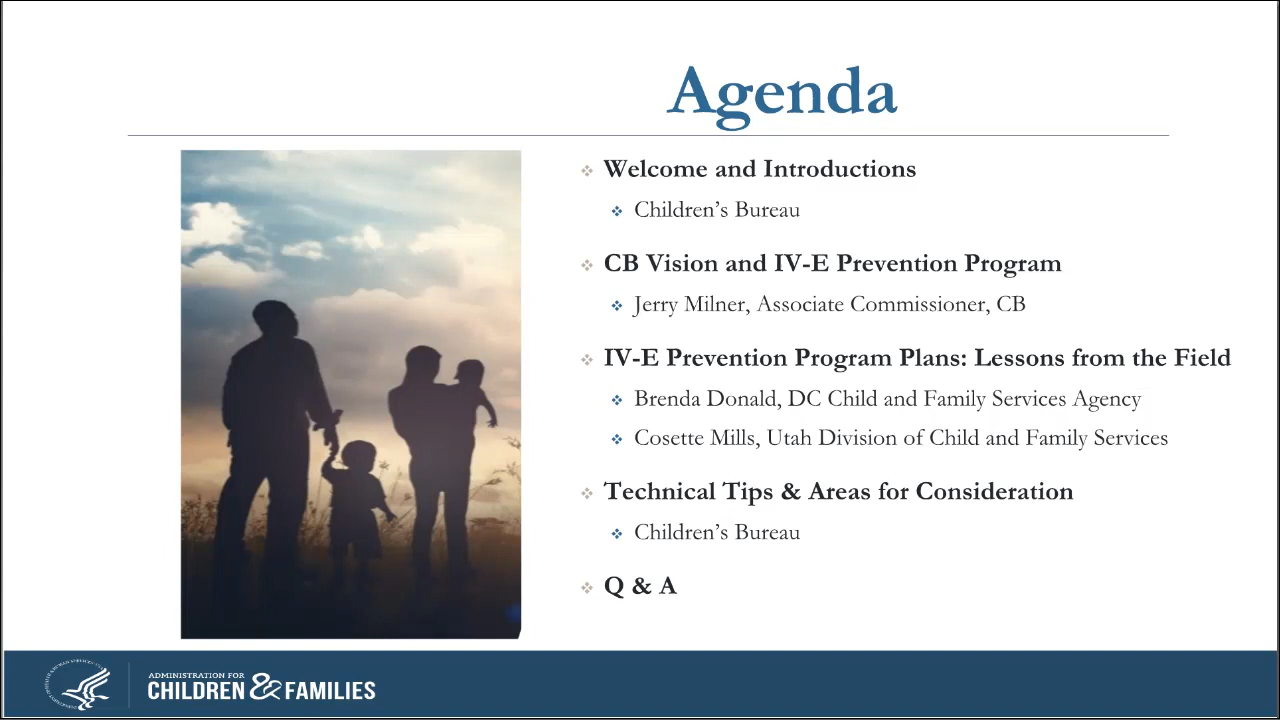 Agenda
Welcome and Introductions
Children’s Bureau
CB Vision and IV-E Prevention Program
Jerry Milner, Associate Commissioner, CB
IV-E Prevention Program Plans: Lessons from the Field
Brenda Donald, DC Child and Family Services Agency
Cosette Mills, Utah Division of Child and Family Services
Technical Tips & Areas for Consideration
Children’s Bureau
Q & A
ADMINISTRATION FOR
CHILDREN & FAMILIES